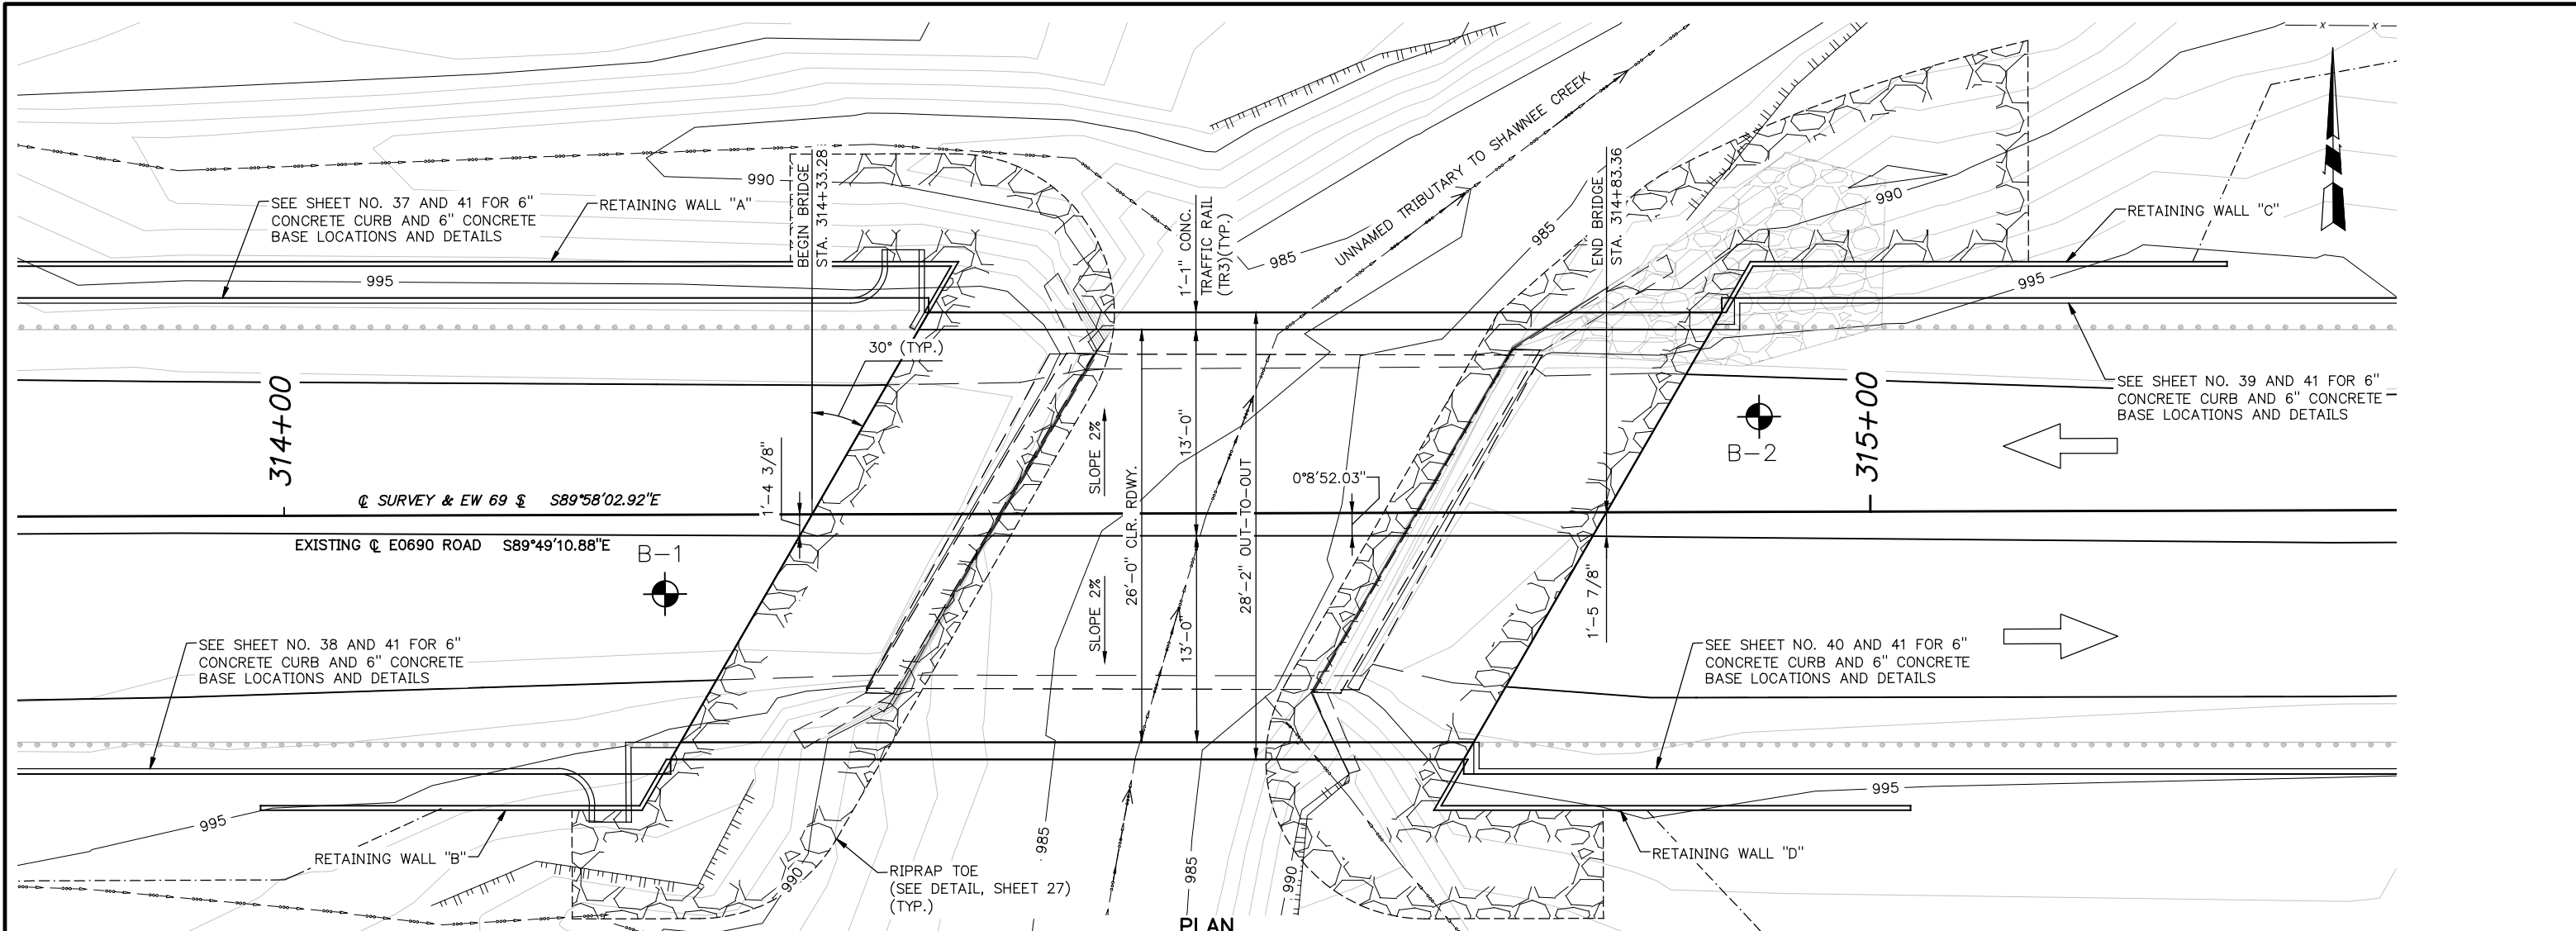 x x
UNNAMED TRIBUTARY TO SHAWNEE CREEK
990
BEGIN BRIDGE
STA. 314+33.28
END BRIDGE
STA. 314+83.36
990
SEE SHEET NO. 37 AND 41 FOR 6"
CONCRETE CURB AND 6" CONCRETE
BASE LOCATIONS AND DETAILS
RETAINING WALL "A"
1'-1" CONC.
TRAFFIC RAIL
(TR3)(TYP.)
985
985
RETAINING WALL "C"
995
995
30° (TYP.)
SEE SHEET NO. 39 AND 41 FOR 6"
CONCRETE CURB AND 6" CONCRETE
BASE LOCATIONS AND DETAILS
314+00
315+00
B-2
1'-4 3/8"
SLOPE 2%
13'-0"
0°8'52.03"
℄ SURVEY & EW 69 ℄ S89°58'02.92"E
EXISTING ℄ E0690 ROAD S89°49'10.88"E
B-1
26'-0" CLR. RDWY.
28'-2" OUT-TO-OUT
SLOPE 2%
13'-0"
1'-5 7/8"
SEE SHEET NO. 38 AND 41 FOR 6"
CONCRETE CURB AND 6" CONCRETE
BASE LOCATIONS AND DETAILS
SEE SHEET NO. 40 AND 41 FOR 6"
CONCRETE CURB AND 6" CONCRETE
BASE LOCATIONS AND DETAILS
995
995
RETAINING WALL "B"
985
985
990
990
RIPRAP TOE
(SEE DETAIL, SHEET 27)
(TYP.)
RETAINING WALL "D"
PLAN